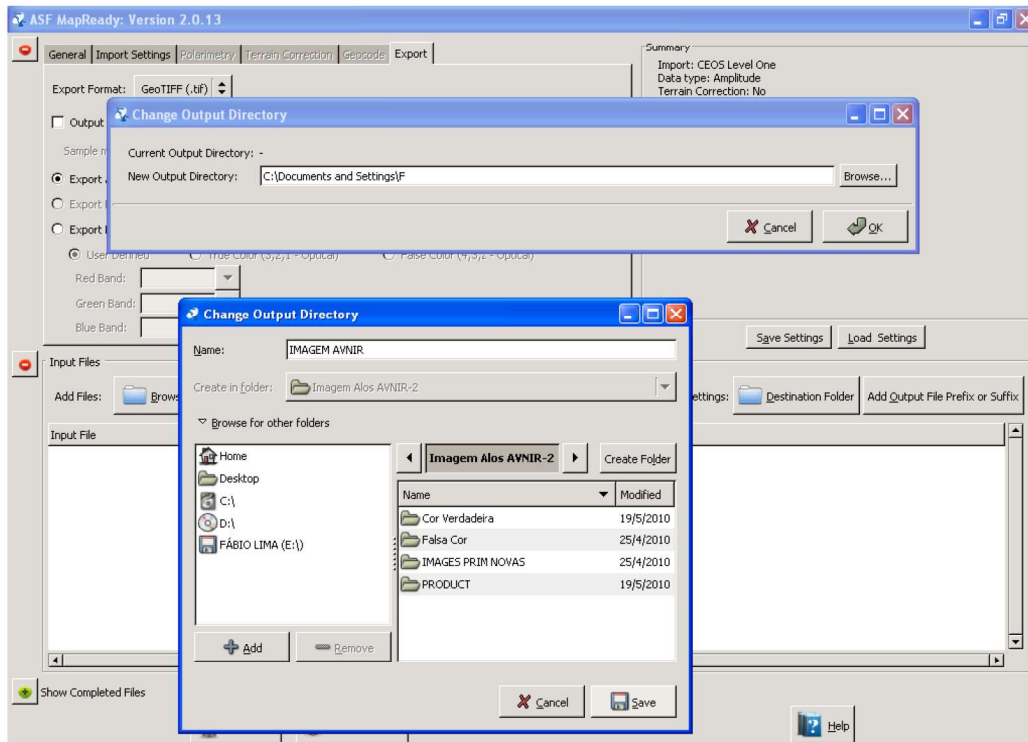 ASF MapReady: Version 2.0.13
General Import Settings Polarimetry Terrain Correction Geocode Export
Export Format: GeoTIFF (.tif)
Output
Sample
Export
Export
Export
User Defined True Color (3,2,1 - Optical) False Color (4,3,2 - Optical)
Red Band:
Green Band:
Blue Band:
Summary
Import: CEOS Level One
Data type: Amplitude
Terrain Correction: No
Change Output Directory
Current Output Directory: -
New Output Directory: C:\Documents and Settings\F
Browse...
Cancel OK
Save Settings Load Settings
Input Files
Add Files: Brows
ettings: Destination Folder Add Output File Prefix or Suffix
Input File
Change Output Directory
Name: IMAGEM AVNIR
Create in folder: Imagem Alos AVNIR-2
Browse for other folders
Home
Desktop
C:\
D:\
FÁBIO LIMA (E:\)
Imagem Alos AVNIR-2 Create Folder
Name Modified
Cor Verdadeira 19/5/2010
Falsa Cor 25/4/2010
IMAGES PRIM NOVAS 25/4/2010
PRODUCT 19/5/2010
Add Remove
Cancel Save
Show Completed Files
Help